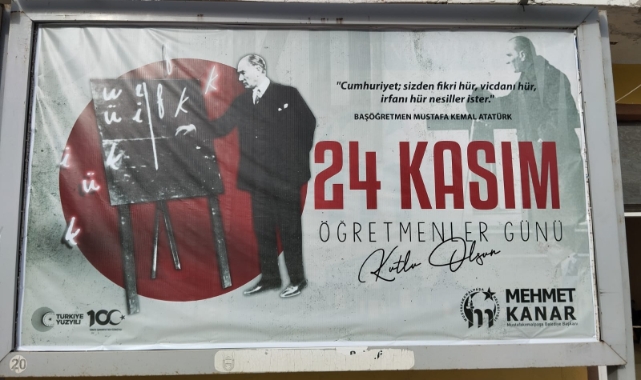 "Cumhuriyet; sizden fikri hür, vicdanı hür,
irfanı hür nesiller ister."
BAŞÖĞRETMEN MUSTAFA KEMAL ATATÜRK
24 KASIM
ÖĞRETMENLER GÜNÜ
Kutlu Olsun
TÜRKİYE
YÜZYILI
100
MEHMET
KANAR
20